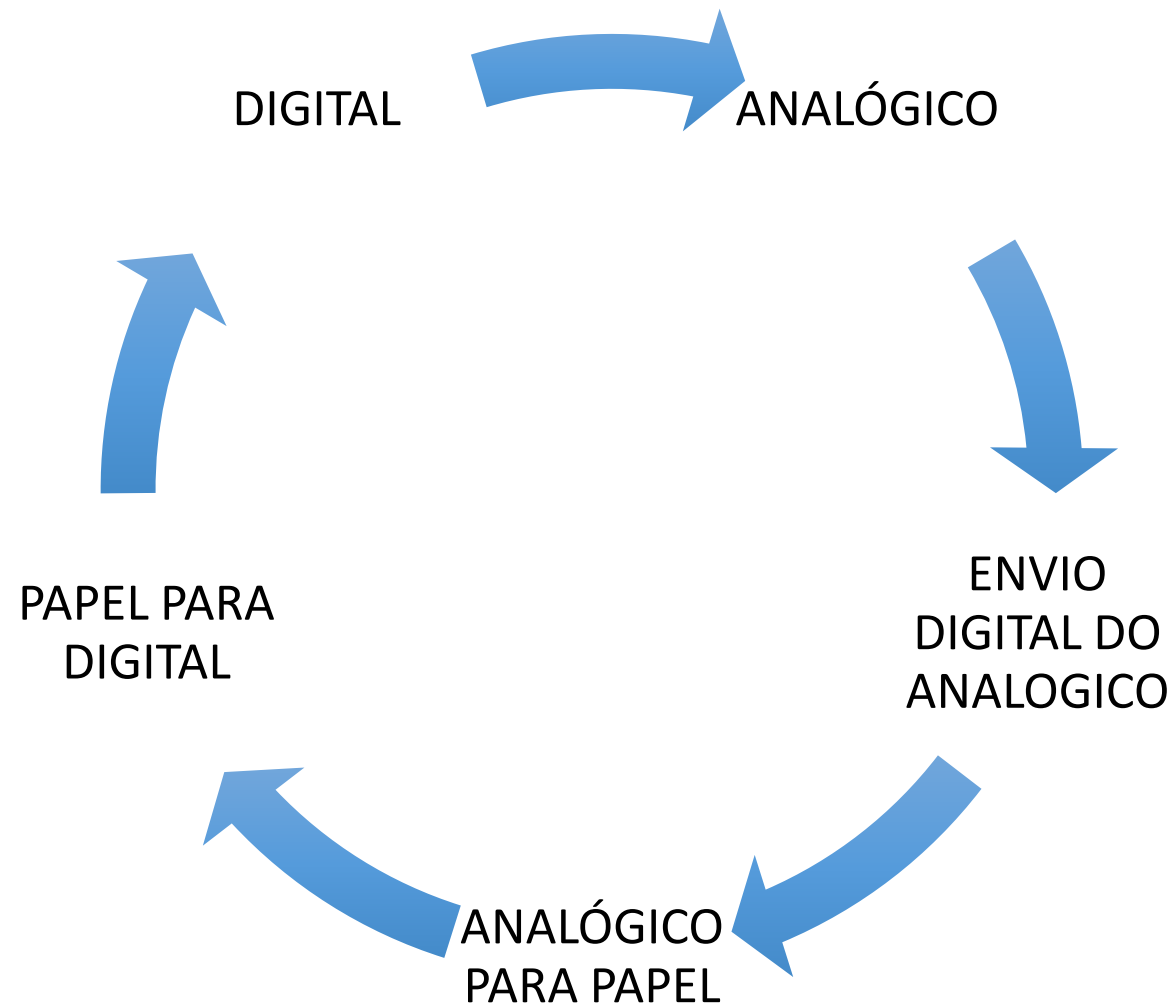 DIGITAL
ANALÓGICO
ENVIO
DIGITAL DO
ANALOGICO
ANALÓGICO
PARA PAPEL
PAPEL PARA
DIGITAL